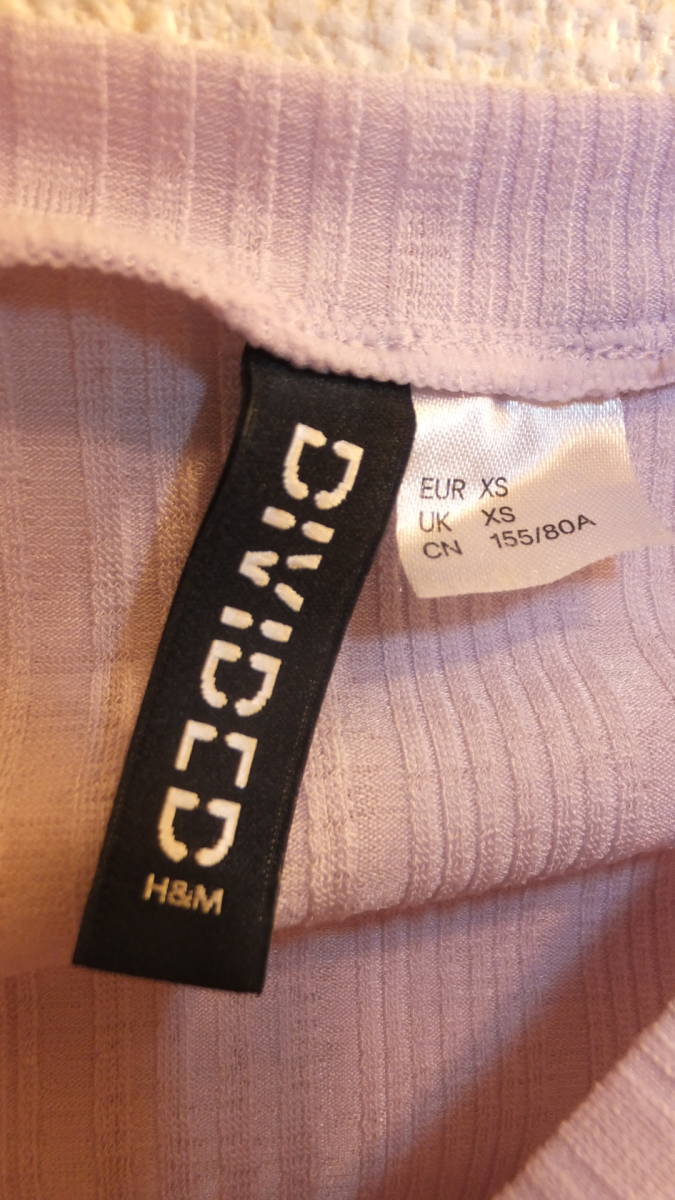 DIVIDED
H&M
EUR XS
UK XS
CN 155/80A